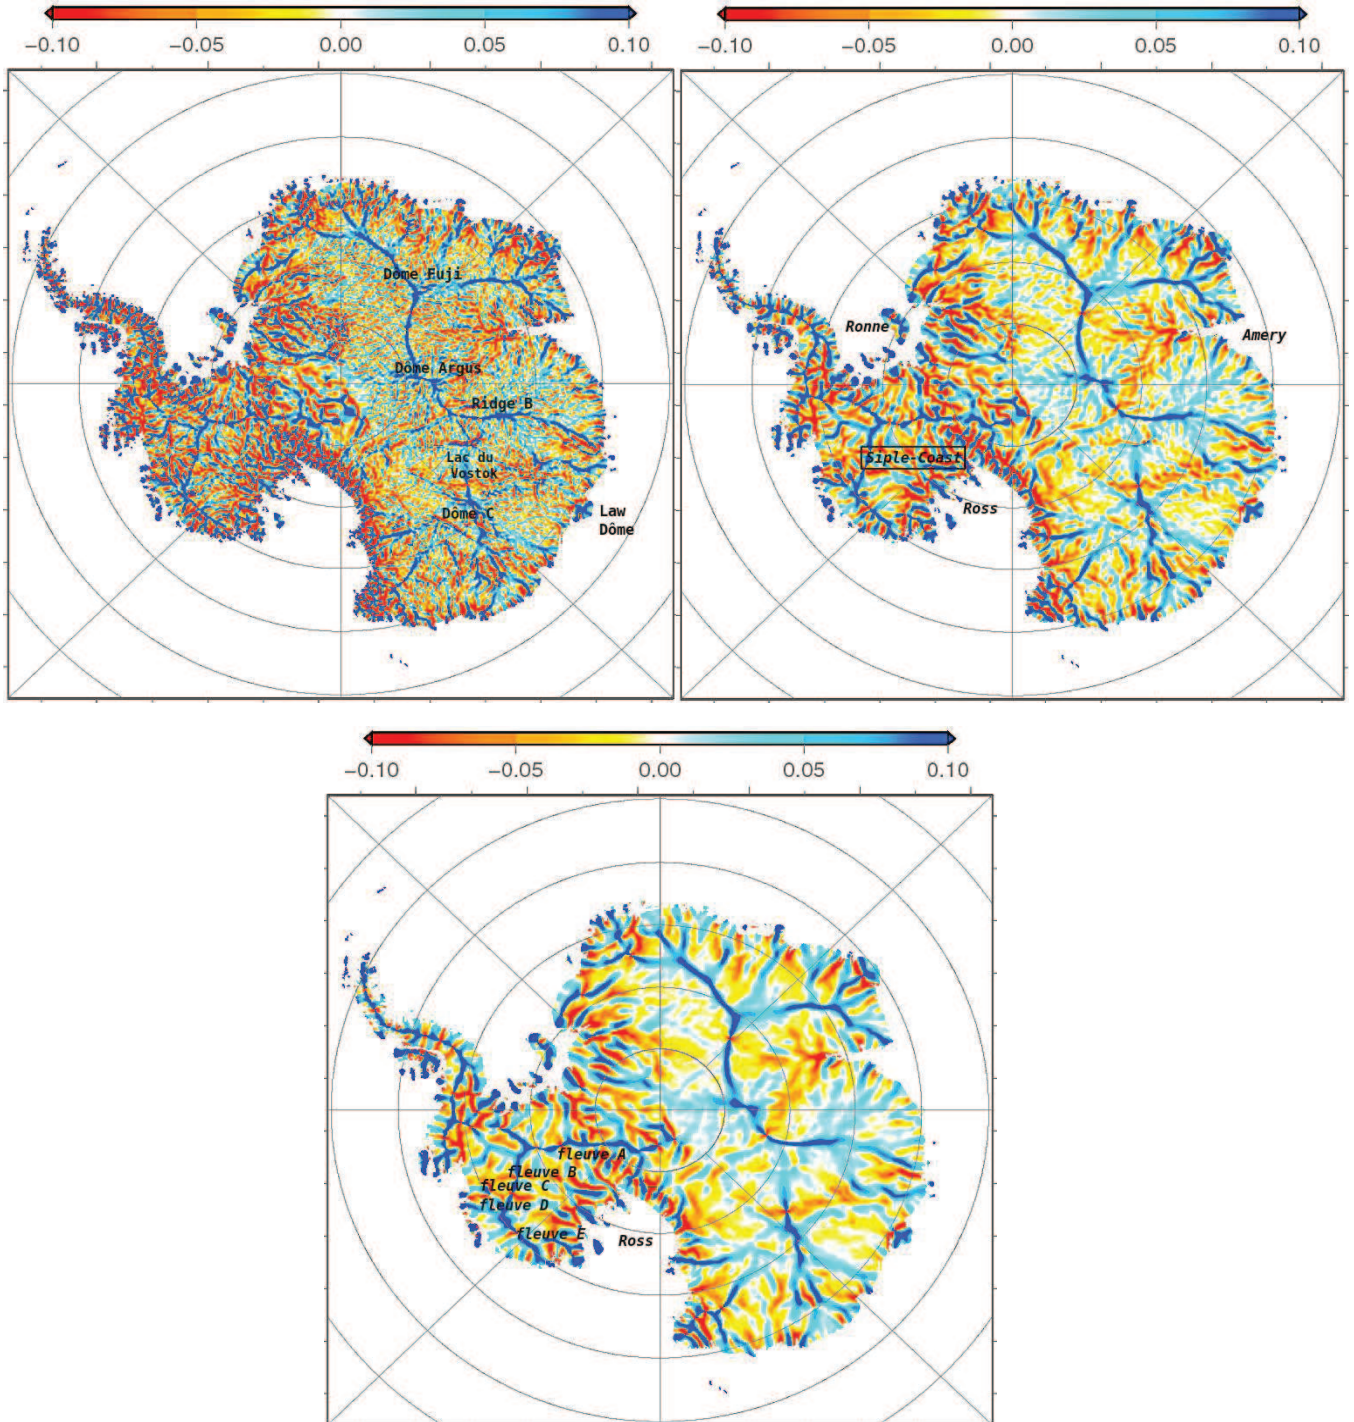 −0.10 −0.05 0.00 0.05 0.10
−0.10 −0.05 0.00 0.05 0.10
Dome Fuji
Dôme Argus
Ridge B
Lac du
Vostok
Dôme C
Law
Dôme
Ronne
Amery
Siple-Coast
Ross
−0.10 −0.05 0.00 0.05 0.10
fleuve A
fleuve B
fleuve C
fleuve D
fleuve E
Ross